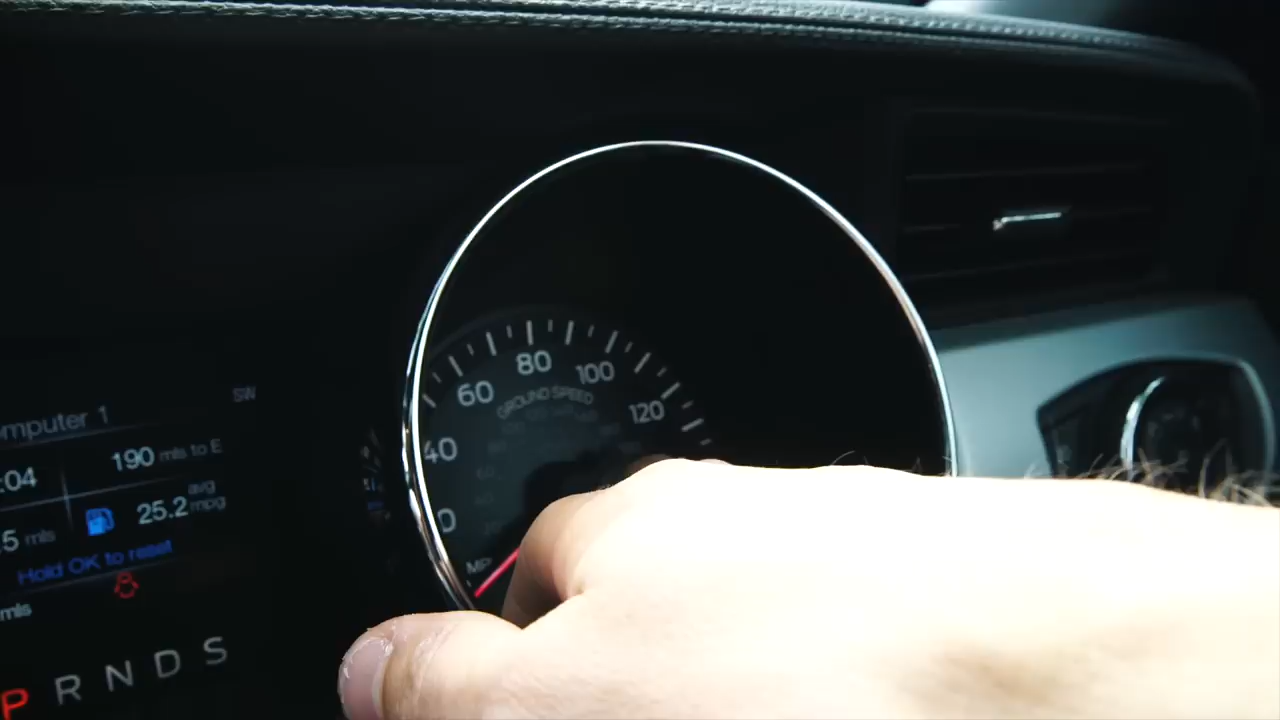 SW
omputer 1
:04 190 mls to E
.5 mls 25.2 avg mpg
Hold OK to reset
mls
P R N D S
40 60 80 100 120
GROUND SPEED
0
MP